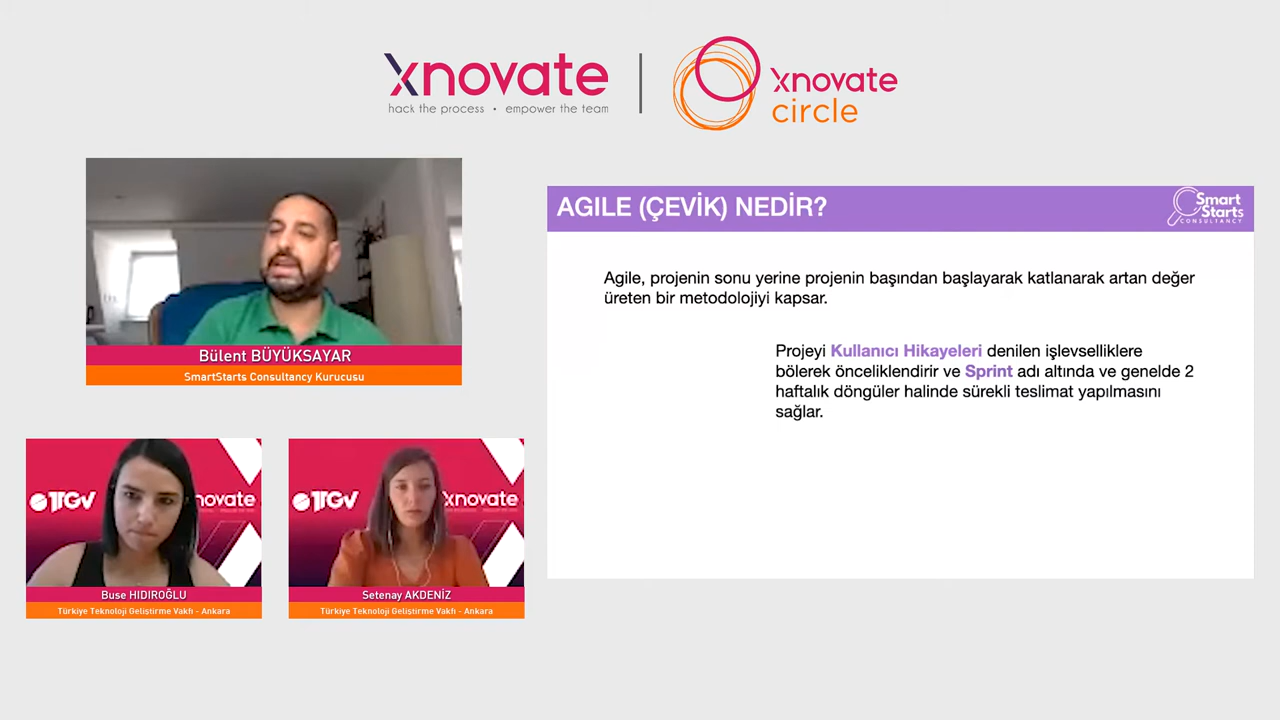 xnovate
hack the process • empower the team
xnovate
circle
Bülent BÜYÜKSAYAR
SmartStarts Consultancy Kurucusu
AGILE (ÇEVİK) NEDİR?
Smart
Starts
CONSULTANCY
Agile, projenin sonu yerine projenin başından başlayarak katlanarak artan değer
üreten bir metodolojiyi kapsar.
Projeyi Kullanıcı Hikayeleri denilen işlevselliklere
bölerek önceliklendirir ve Sprint adı altında ve genelde 2
haftalık döngüler halinde sürekli teslimat yapılmasını
sağlar.
TTGV
novate
Buse HIDIROĞLU
Türkiye Teknoloji Geliştirme Vakfı - Ankara
TTGV
xnovate
Setenay AKDENİZ
Türkiye Teknoloji Geliştirme Vakfı - Ankara